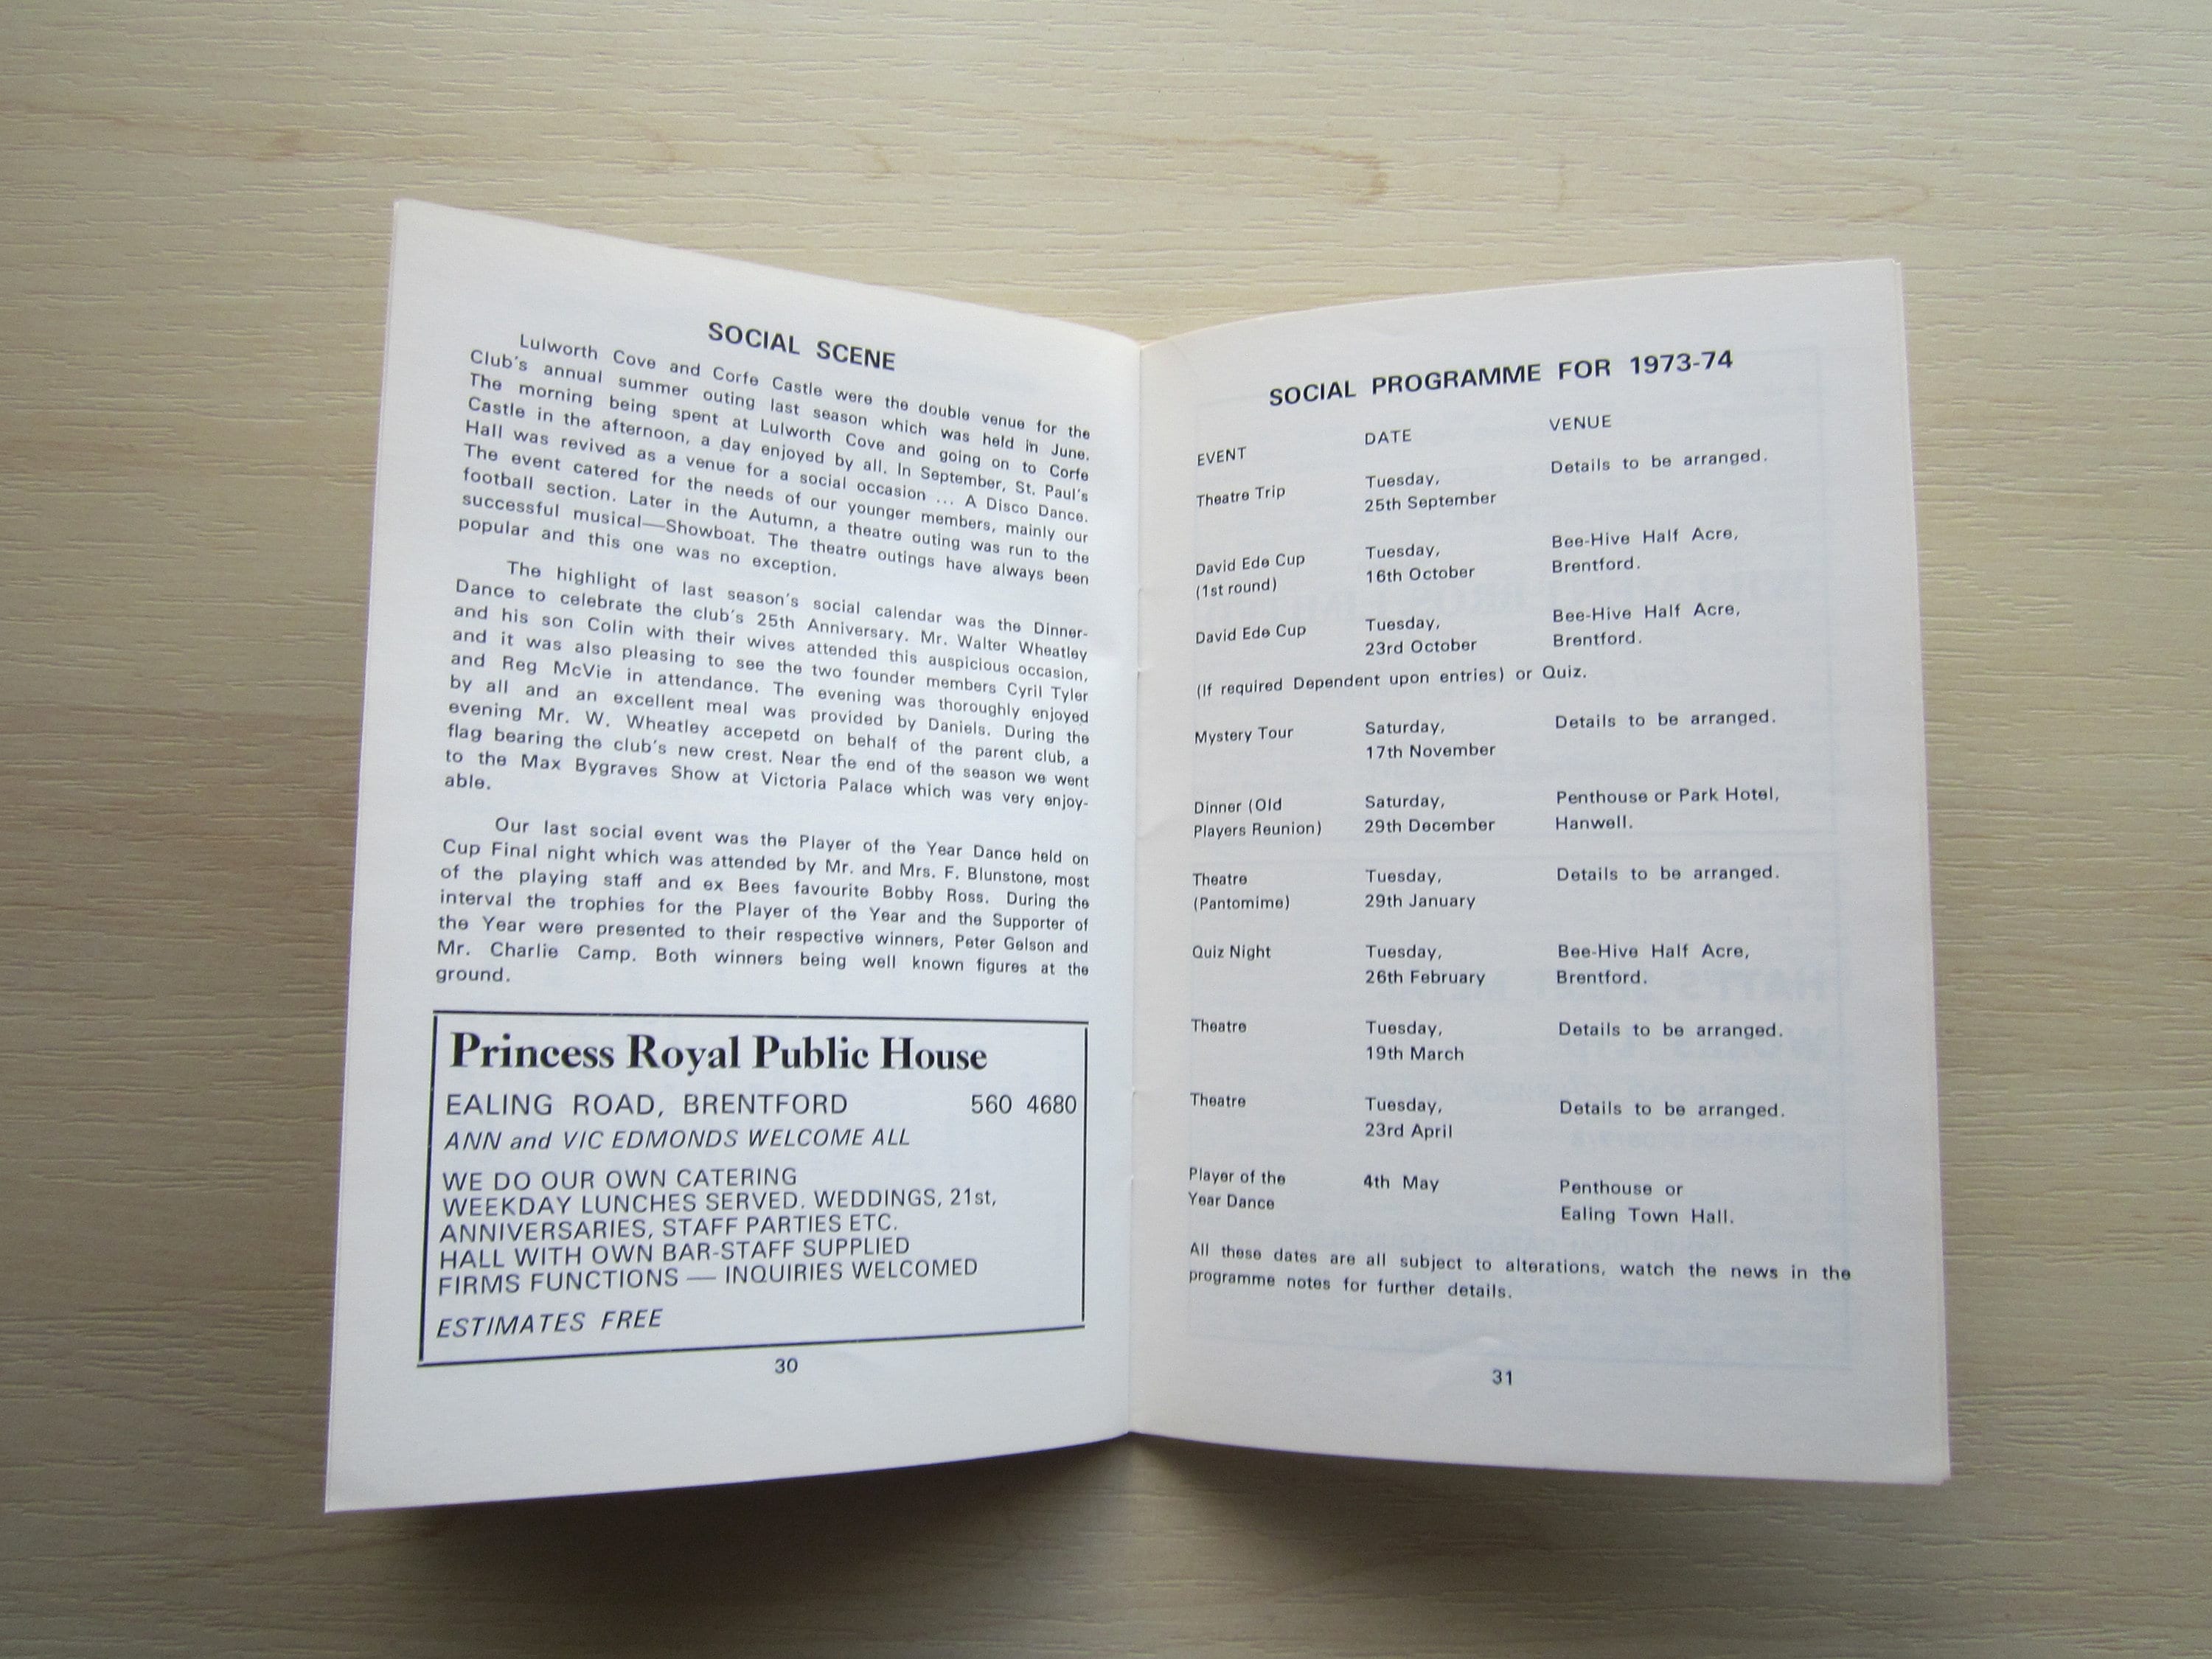 SOCIAL SCENE
Lulworth Cove and Corfe Castle were the double venue for the
Club's annual summer outing last season which was held in June.
The morning being spent at Lulworth Cove and going on to Corfe
Castle in the afternoon, a day enjoyed by all. In September, St. Paul's
Hall was revived as a venue for a social occasion ... A Disco Dance.
The event catered for the needs of our younger members, mainly our
football section. Later in the Autumn, a theatre outing was run to the
successful musical—Showboat. The theatre outings have always been
popular and this one was no exception.
The highlight of last season's social calendar was the Dinner-
Dance to celebrate the club's 25th Anniversary. Mr. Walter Wheatley
and his son Colin with their wives attended this auspicious occasion,
and it was also pleasing to see the two founder members Cyril Tyler
and Reg McVie in attendance. The evening was thoroughly enjoyed
by all and an excellent meal was provided by Daniels. During the
evening Mr. W. Wheatley accepetd on behalf of the parent club, a
flag bearing the club's new crest. Near the end of the season we went
to the Max Bygraves Show at Victoria Palace which was very enjoy-
able.
Our last social event was the Player of the Year Dance held on
Cup Final night which was attended by Mr. and Mrs. F. Blunstone, most
of the playing staff and ex Bees favourite Bobby Ross. During the
interval the trophies for the Player of the Year and the Supporter of
the Year were presented to their respective winners, Peter Gelson and
Mr. Charlie Camp. Both winners being well known figures at the
ground.
Princess Royal Public House
EALING ROAD, BRENTFORD 560 4680
ANN and VIC EDMONDS WELCOME ALL
WE DO OUR OWN CATERING
WEEKDAY LUNCHES SERVED. WEDDINGS, 21st,
ANNIVERSARIES, STAFF PARTIES ETC.
HALL WITH OWN BAR-STAFF SUPPLIED
FIRMS FUNCTIONS — INQUIRIES WELCOMED
ESTIMATES FREE
30
SOCIAL PROGRAMME FOR 1973-74
EVENT DATE VENUE
Theatre Trip Tuesday, Details to be arranged.
25th September
David Ede Cup Tuesday, Bee-Hive Half Acre,
(1st round) 16th October Brentford.
David Ede Cup Tuesday, Bee-Hive Half Acre,
23rd October Brentford.
(If required Dependent upon entries) or Quiz.
Mystery Tour Saturday, Details to be arranged.
17th November
Dinner (Old Saturday, Penthouse or Park Hotel,
Players Reunion) 29th December Hanwell.
Theatre Tuesday, Details to be arranged.
(Pantomime) 29th January
Quiz Night Tuesday, Bee-Hive Half Acre,
26th February Brentford.
Theatre Tuesday, Details to be arranged.
19th March
Theatre Tuesday, Details to be arranged.
23rd April
Player of the 4th May Penthouse or
Year Dance Ealing Town Hall.
All these dates are all subject to alterations, watch the news in the
programme notes for further details.
31